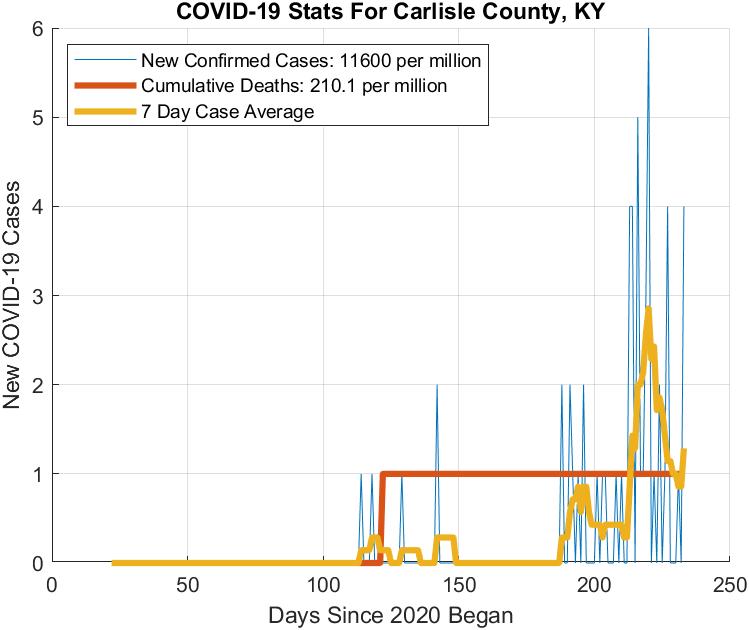 COVID-19 Stats For Carlisle County, KY
New Confirmed Cases: 11600 per million
Cumulative Deaths: 210.1 per million
7 Day Case Average
New COVID-19 Cases
6
5
4
3
2
1
0
0 50 100 150 200 250
Days Since 2020 Began